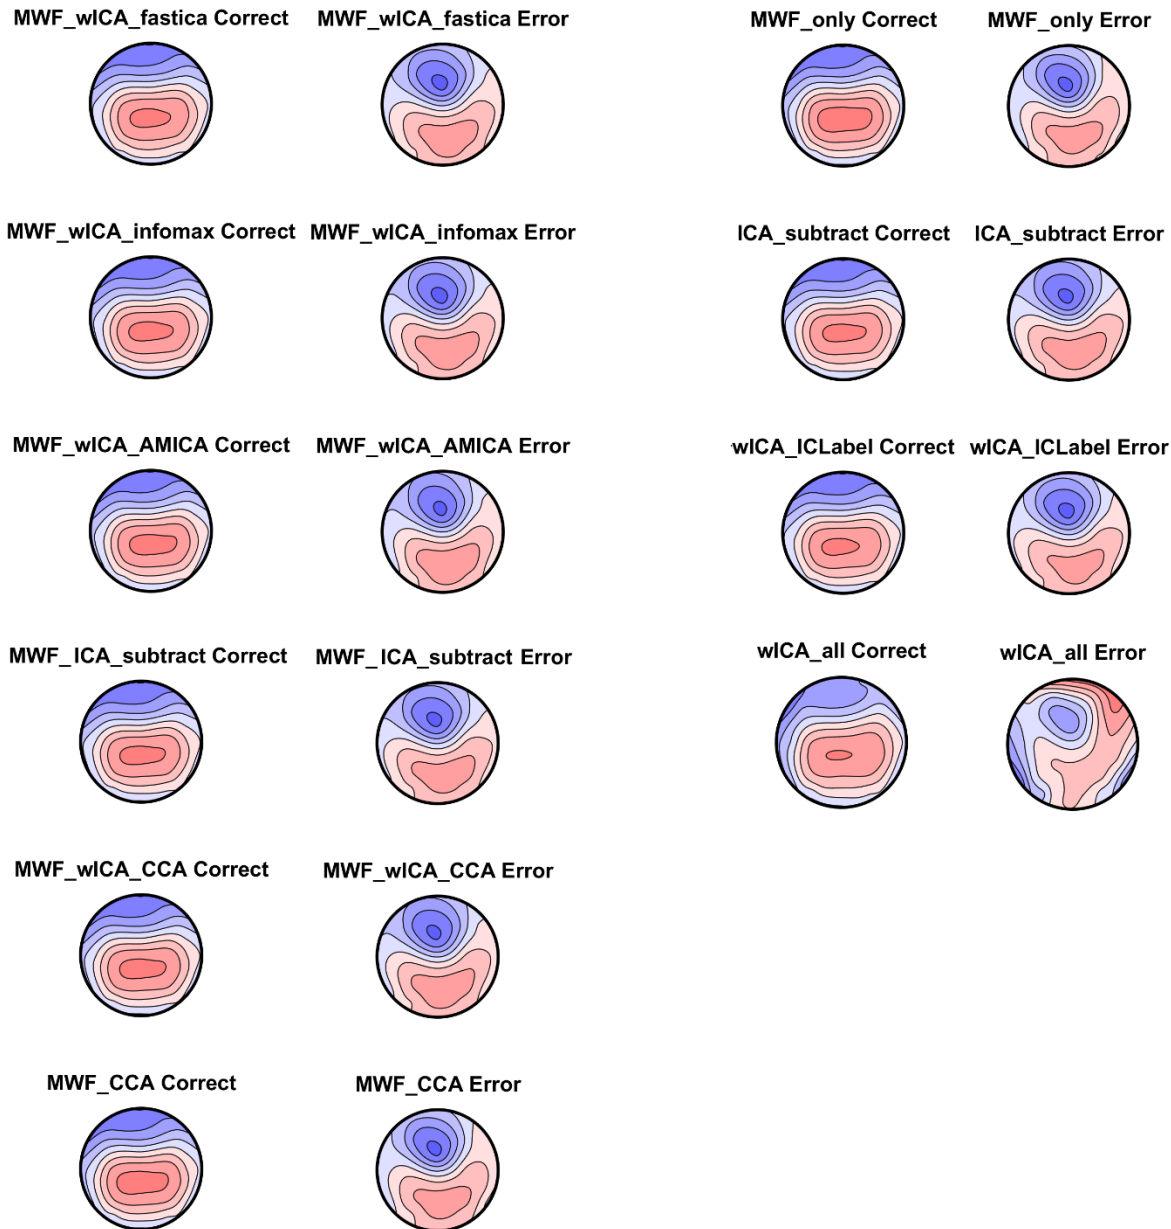 MWF_wICA_fastica Correct
MWF_wICA_fastica Error
MWF_only Correct
MWF_only Error
MWF_wICA_infomax Correct
MWF_wICA_infomax Error
ICA_subtract Correct
ICA_subtract Error
MWF_wICA_AMICA Correct
MWF_wICA_AMICA Error
wICA_ICLabel Correct
wICA_ICLabel Error
MWF_ICA_subtract Correct
MWF_ICA_subtract Error
wICA_all Correct
wICA_all Error
MWF_wICA_CCA Correct
MWF_wICA_CCA Error
MWF_CCA Correct
MWF_CCA Error